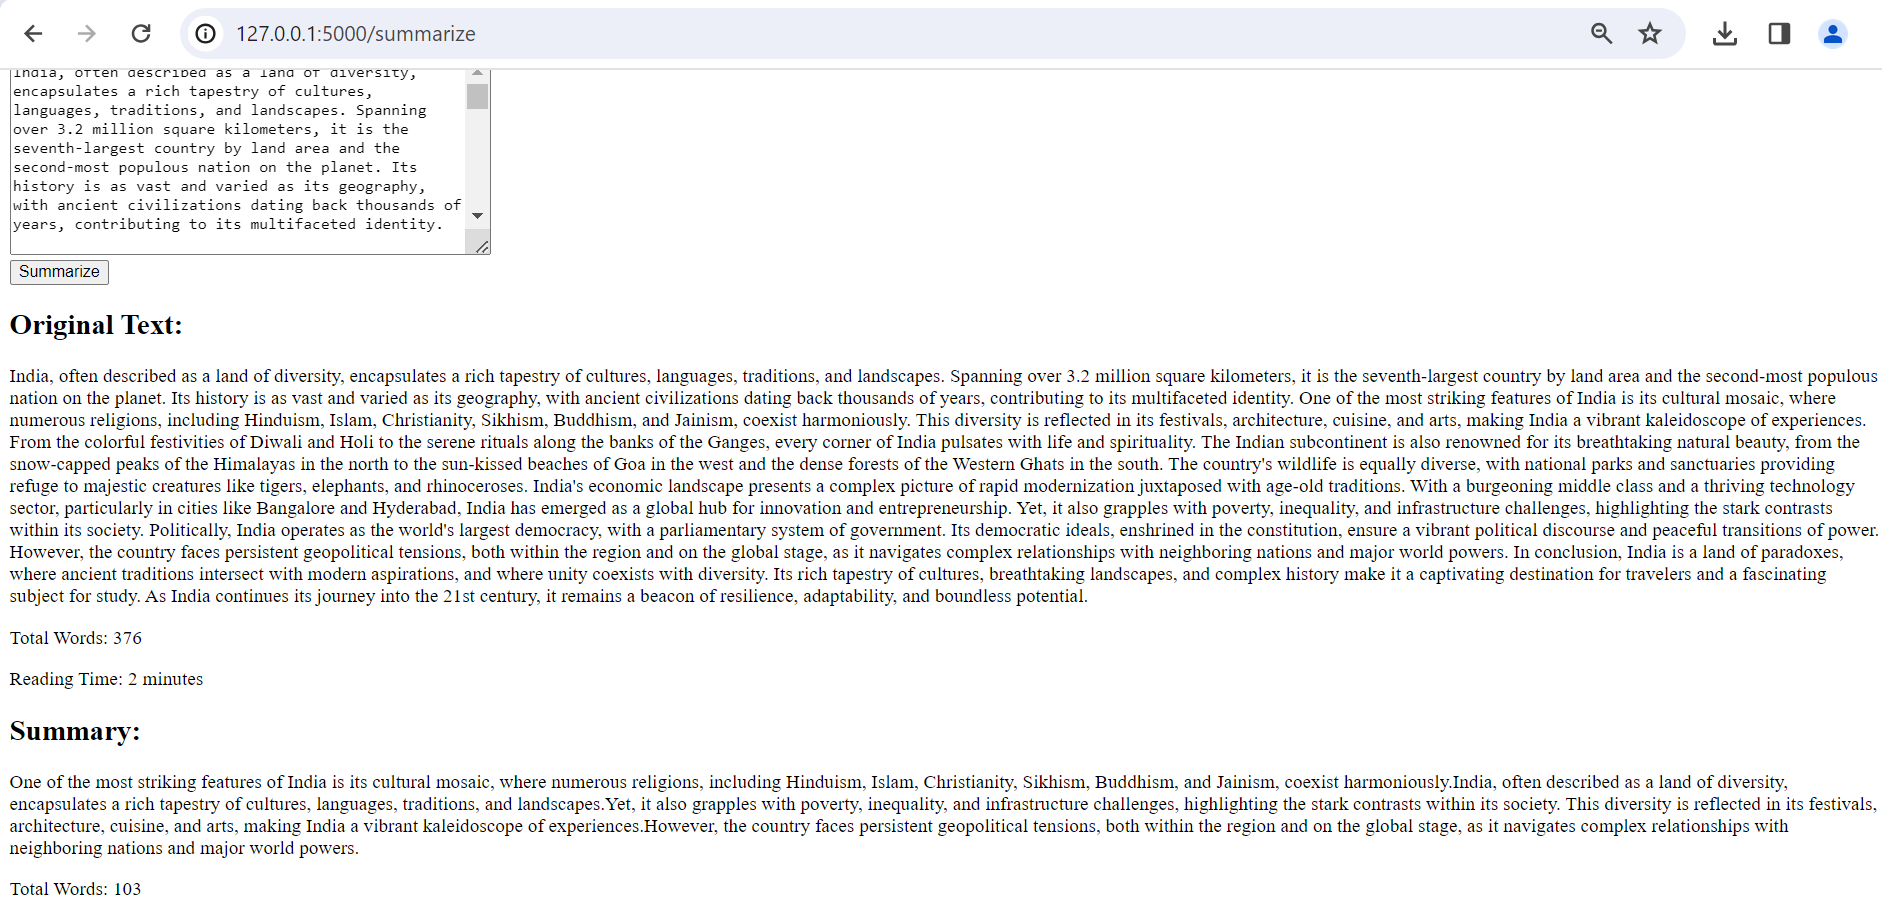 127.0.0.1:5000/summarize
India, often described as a land of diversity,
encapsulates a rich tapestry of cultures,
languages, traditions, and landscapes. Spanning
over 3.2 million square kilometers, it is the
seventh-largest country by land area and the
second-most populous nation on the planet. Its
history is as vast and varied as its geography,
with ancient civilizations dating back thousands of
years, contributing to its multifaceted identity.
Summarize
Original Text:
India, often described as a land of diversity, encapsulates a rich tapestry of cultures, languages, traditions, and landscapes. Spanning over 3.2 million square kilometers, it is the seventh-largest country by land area and the second-most populous
nation on the planet. Its history is as vast and varied as its geography, with ancient civilizations dating back thousands of years, contributing to its multifaceted identity. One of the most striking features of India is its cultural mosaic, where
numerous religions, including Hinduism, Islam, Christianity, Sikhism, Buddhism, and Jainism, coexist harmoniously. This diversity is reflected in its festivals, architecture, cuisine, and arts, making India a vibrant kaleidoscope of experiences.
From the colorful festivities of Diwali and Holi to the serene rituals along the banks of the Ganges, every corner of India pulsates with life and spirituality. The Indian subcontinent is also renowned for its breathtaking natural beauty, from the
snow-capped peaks of the Himalayas in the north to the sun-kissed beaches of Goa in the west and the dense forests of the Western Ghats in the south. The country's wildlife is equally diverse, with national parks and sanctuaries providing
refuge to majestic creatures like tigers, elephants, and rhinoceroses. India's economic landscape presents a complex picture of rapid modernization juxtaposed with age-old traditions. With a burgeoning middle class and a thriving technology
sector, particularly in cities like Bangalore and Hyderabad, India has emerged as a global hub for innovation and entrepreneurship. Yet, it also grapples with poverty, inequality, and infrastructure challenges, highlighting the stark contrasts
within its society. Politically, India operates as the world's largest democracy, with a parliamentary system of government. Its democratic ideals, enshrined in the constitution, ensure a vibrant political discourse and peaceful transitions of power.
However, the country faces persistent geopolitical tensions, both within the region and on the global stage, as it navigates complex relationships with neighboring nations and major world powers. In conclusion, India is a land of paradoxes,
where ancient traditions intersect with modern aspirations, and where unity coexists with diversity. Its rich tapestry of cultures, breathtaking landscapes, and complex history make it a captivating destination for travelers and a fascinating
subject for study. As India continues its journey into the 21st century, it remains a beacon of resilience, adaptability, and boundless potential.
Total Words: 376
Reading Time: 2 minutes
Summary:
One of the most striking features of India is its cultural mosaic, where numerous religions, including Hinduism, Islam, Christianity, Sikhism, Buddhism, and Jainism, coexist harmoniously.India, often described as a land of diversity,
encapsulates a rich tapestry of cultures, languages, traditions, and landscapes.Yet, it also grapples with poverty, inequality, and infrastructure challenges, highlighting the stark contrasts within its society. This diversity is reflected in its festivals,
architecture, cuisine, and arts, making India a vibrant kaleidoscope of experiences.However, the country faces persistent geopolitical tensions, both within the region and on the global stage, as it navigates complex relationships with
neighboring nations and major world powers.
Total Words: 103